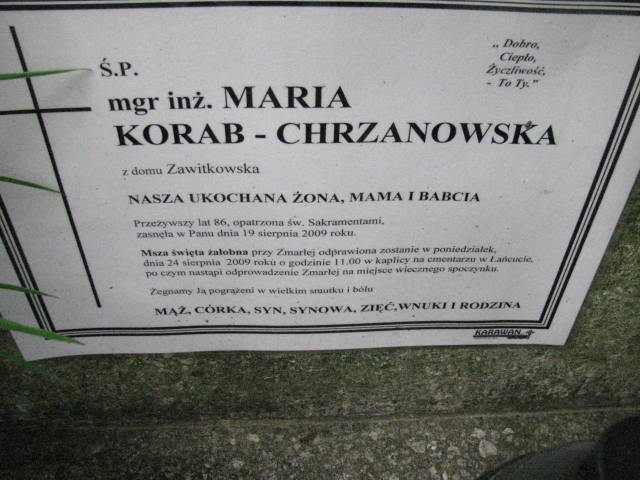 „ Dobro,
Ciepło,
Życzliwość,
- To Ty."
Ś.P.
mgr inż. MARIA
KORAB - CHRZANOWSKA
z domu Zawitkowska
NASZA UKOCHANA ŻONA, MAMA I BABCIA
Przeżywszy lat 86, opatrzona św. Sakramentami,
zasnęła w Panu dnia 19 sierpnia 2009 roku.
Msza święta żałobna przy Zmarłej odprawiona zostanie w poniedziałek,
dnia 24 sierpnia 2009 roku o godzinie 11.00 w kaplicy na cmentarzu w Łańcucie,
po czym nastąpi odprowadzenie Zmarłej na miejsce wiecznego spoczynku.
Żegnamy Ją pogrążeni w wielkim smutku i bólu
MĄŻ, CÓRKA, SYN, SYNOWA, ZIĘĆ,WNUKI I RODZINA
KARAWAN